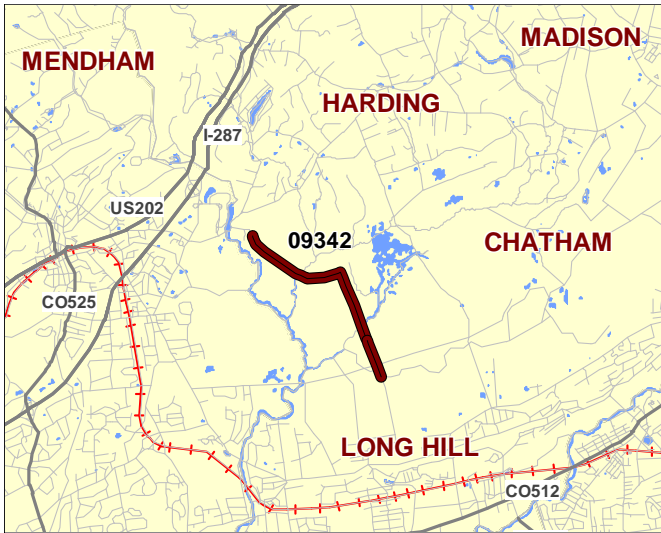 MADISON
MENDHAM
HARDING
I-287
US202
09342
CHATHAM
CO525
LONG HILL
CO512